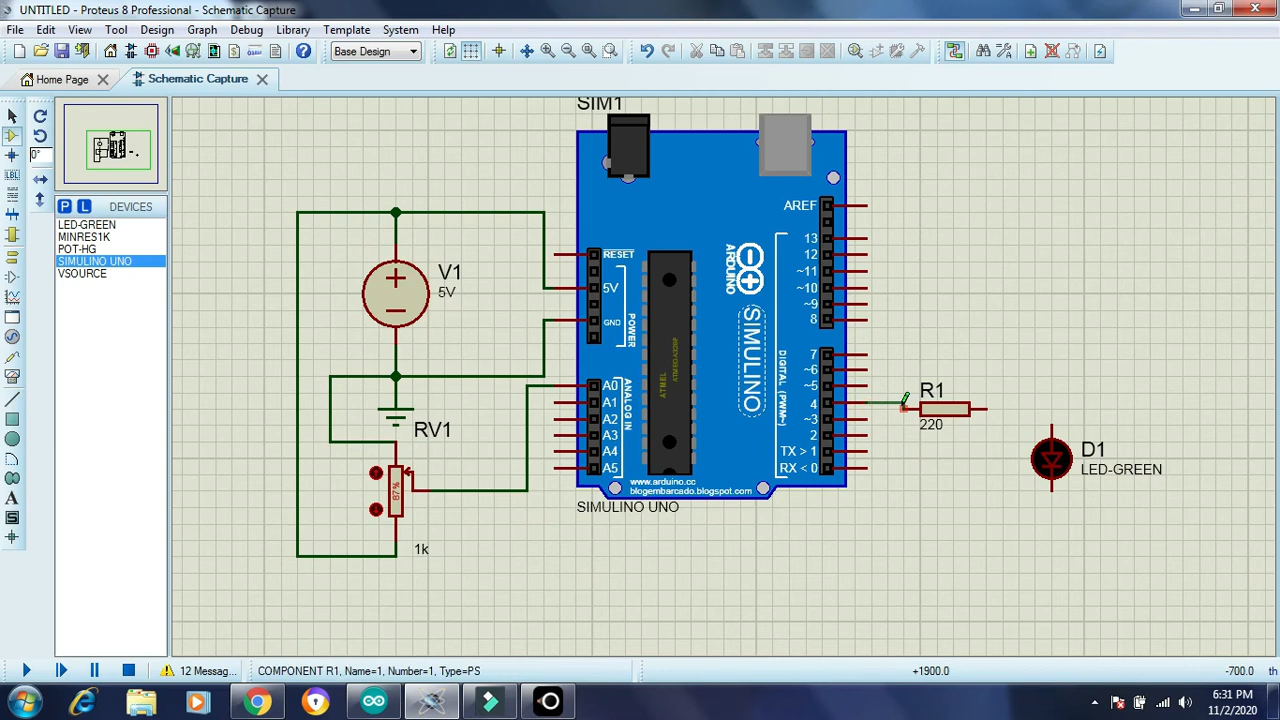 UNTITLED - Proteus 8 Professional - Schematic Capture
File Edit View Tool Design Graph Debug Library Template System Help
Base Design
Home Page
Schematic Capture
0°
LBL
P L DEVICES
LED-GREEN
MINRES1K
POT-HG
SIMULINO UNO
VSOURCE
SIM1
AREF
13
12
~11
~10
~9
8
7
~6
~5
4
~3
2
TX > 1
RX < 0
DIGITAL (PWM~)
ARDUINO
SIMULINO
RESET
5V
GND
POWER
A0
A1
A2
A3
A4
A5
ANALOG IN
ATMEL
www.arduino.cc
blogembarcado.blogspot.com
SIMULINO UNO
V1
5V
RV1
87%
1k
R1
220
D1
LED-GREEN
12 Messag...
COMPONENT R1, Name=1, Number=1, Type=PS
+1900.0
-700.0
6:31 PM
11/2/2020